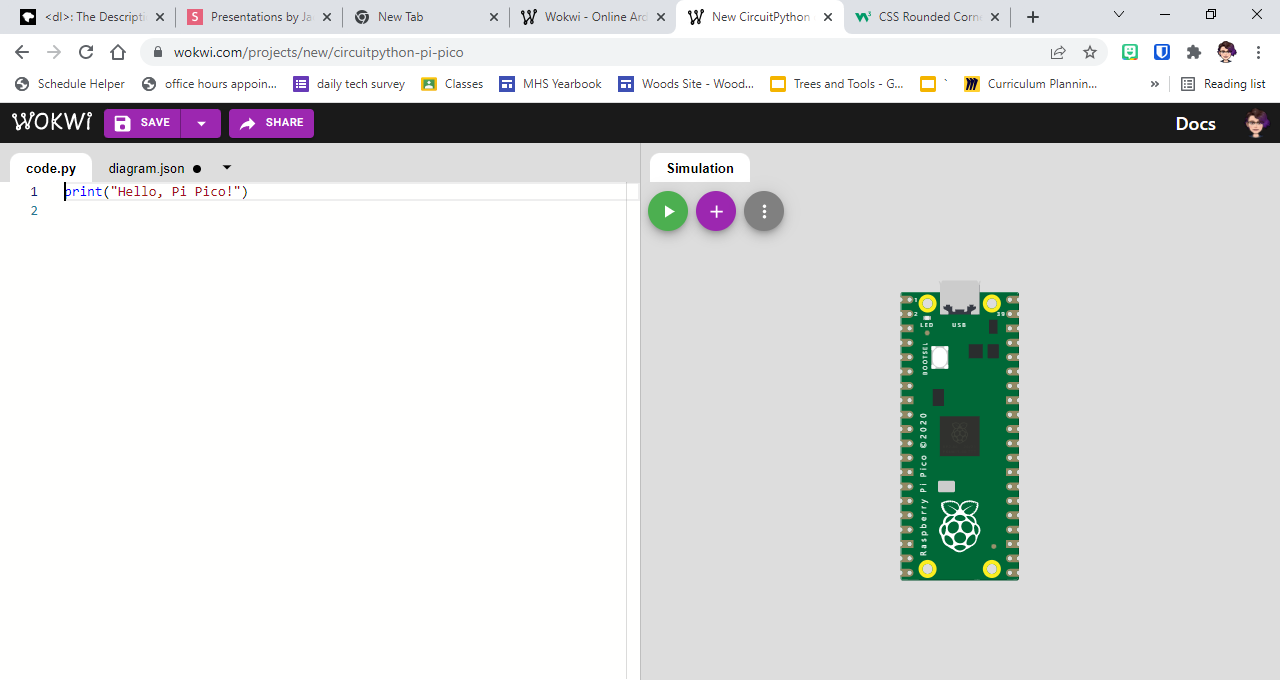 <dl>: The Descripti
Presentations by Ja
New Tab
Wokwi - Online Ard
New CircuitPython
CSS Rounded Corne
wokwi.com/projects/new/circuitpython-pi-pico
Schedule Helper
office hours appoin...
daily tech survey
Classes
MHS Yearbook
Woods Site - Wood...
Trees and Tools - G...
`
Curriculum Plannin...
»
Reading list
WOKWI
SAVE
SHARE
Docs
code.py
diagram.json
1 print("Hello, Pi Pico!")
2
Simulation
1
2
39
LED
USB
BOOTSEL
Raspberry Pi Pico ©2020